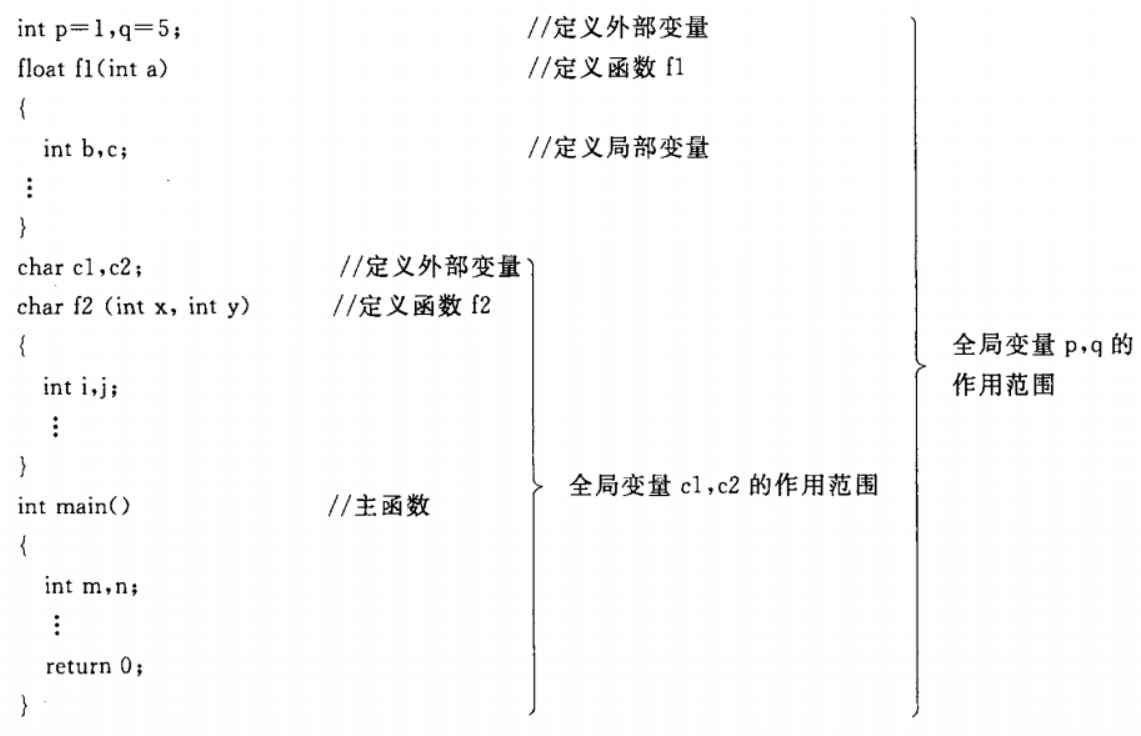 int p=1,q=5; //定义外部变量
float f1(int a) //定义函数 f1
{
int b,c; //定义局部变量
⋮
}
char c1,c2; //定义外部变量
char f2 (int x, int y) //定义函数 f2
{
全局变量 p,q 的
int i,j;
作用范围
⋮
}
全局变量 c1,c2 的作用范围
int main() //主函数
{
int m,n;
⋮
return 0;
}